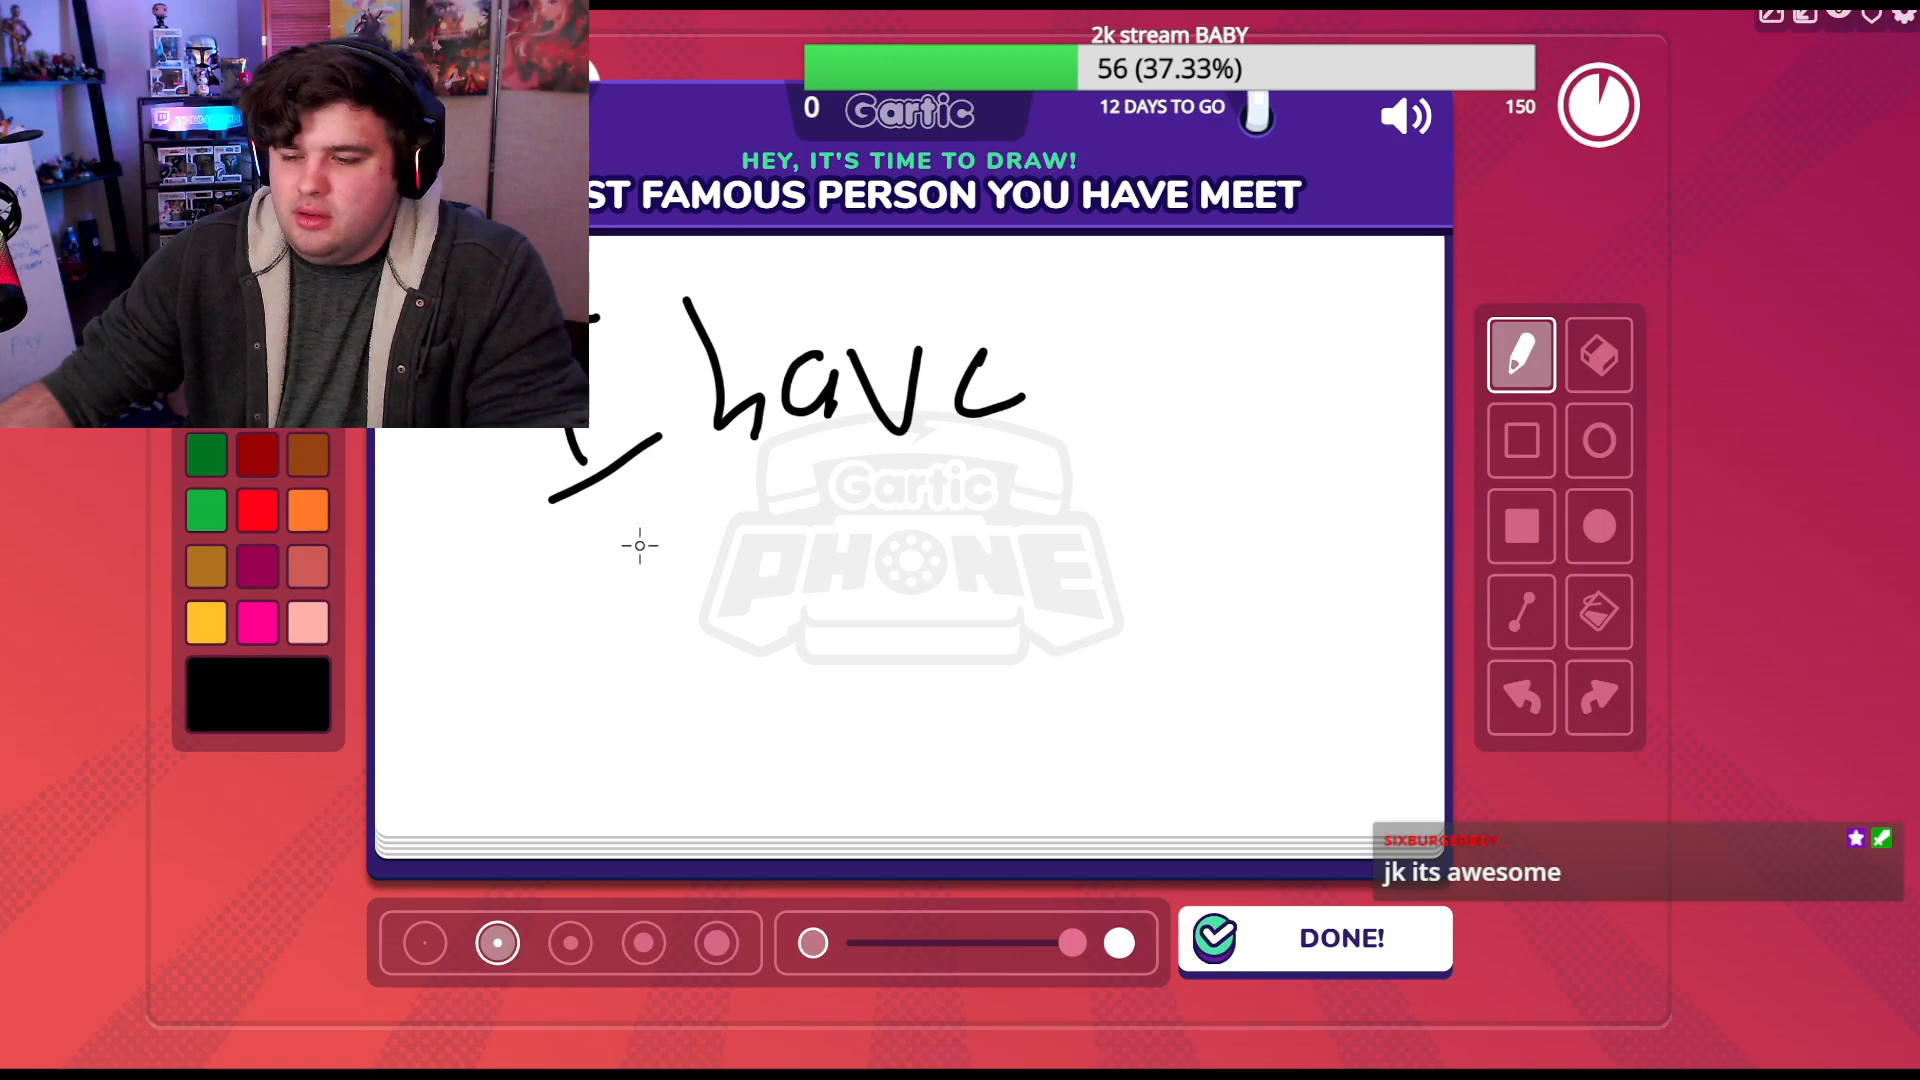 2k stream BABY
56 (37.33%)
0
Gartic
12 DAYS TO GO
150
HEY, IT'S TIME TO DRAW!
ST FAMOUS PERSON YOU HAVE MEET
I have
Gartic
PHONE
SIXBURGERBOY_
jk its awesome
DONE!